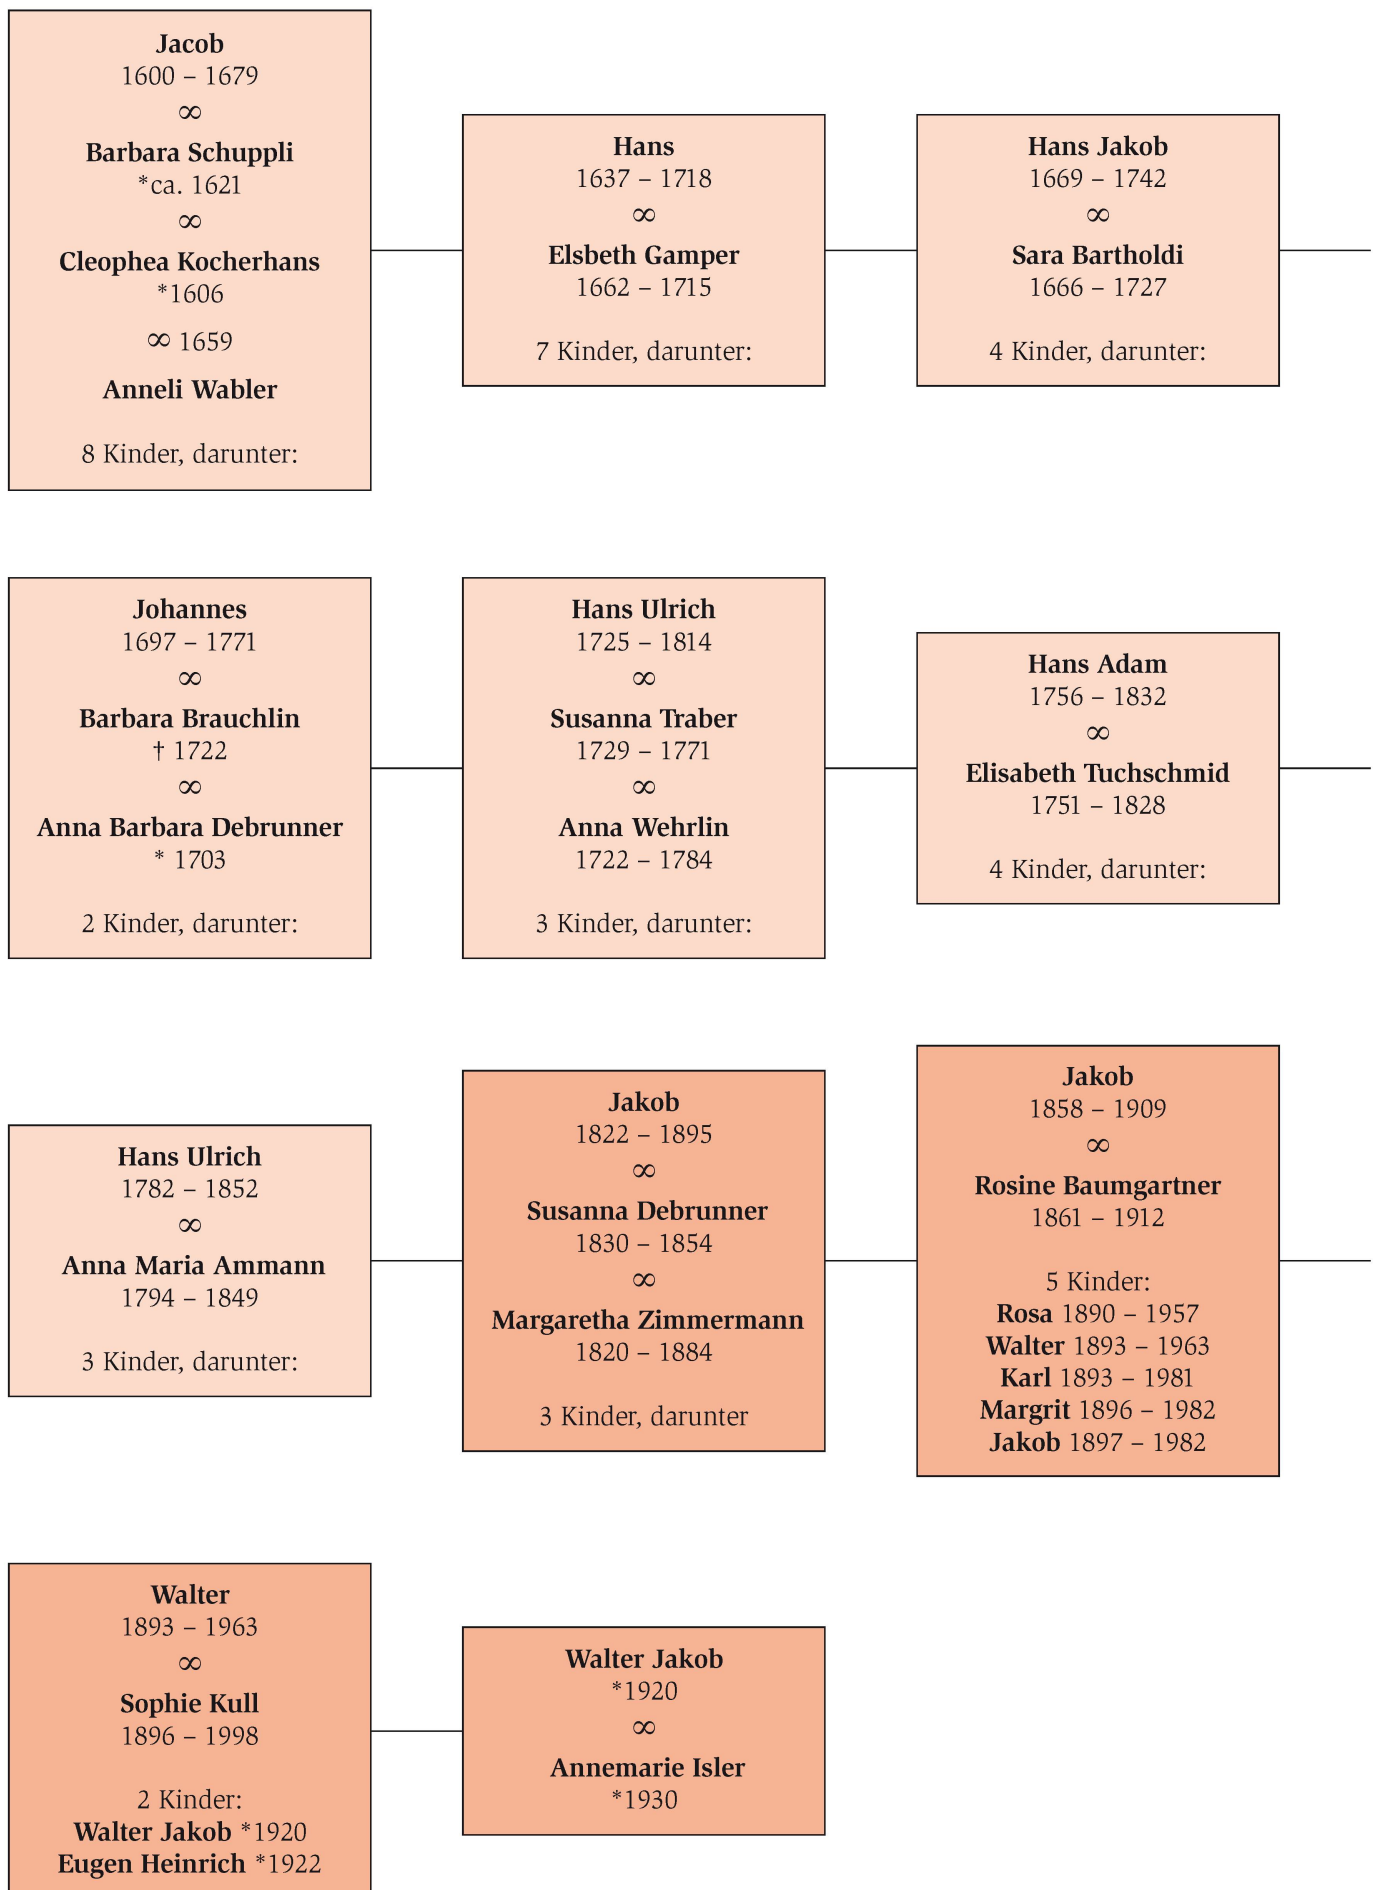 Jacob
1600 – 1679
∞
Barbara Schuppli
*ca. 1621
∞
Cleophea Kocherhans
*1606
∞ 1659
Anneli Wabler
8 Kinder, darunter:
Hans
1637 – 1718
∞
Elsbeth Gamper
1662 – 1715
7 Kinder, darunter:
Hans Jakob
1669 – 1742
∞
Sara Bartholdi
1666 – 1727
4 Kinder, darunter:
Johannes
1697 – 1771
∞
Barbara Brauchlin
† 1722
∞
Anna Barbara Debrunner
* 1703
2 Kinder, darunter:
Hans Ulrich
1725 – 1814
∞
Susanna Traber
1729 – 1771
∞
Anna Wehrlin
1722 – 1784
3 Kinder, darunter:
Hans Adam
1756 – 1832
∞
Elisabeth Tuchschmid
1751 – 1828
4 Kinder, darunter:
Hans Ulrich
1782 – 1852
∞
Anna Maria Ammann
1794 – 1849
3 Kinder, darunter:
Jakob
1822 – 1895
∞
Susanna Debrunner
1830 – 1854
∞
Margaretha Zimmermann
1820 – 1884
3 Kinder, darunter
Jakob
1858 – 1909
∞
Rosine Baumgartner
1861 – 1912
5 Kinder:
Rosa 1890 – 1957
Walter 1893 – 1963
Karl 1893 – 1981
Margrit 1896 – 1982
Jakob 1897 – 1982
Walter
1893 – 1963
∞
Sophie Kull
1896 – 1998
2 Kinder:
Walter Jakob *1920
Eugen Heinrich *1922
Walter Jakob
*1920
∞
Annemarie Isler
*1930